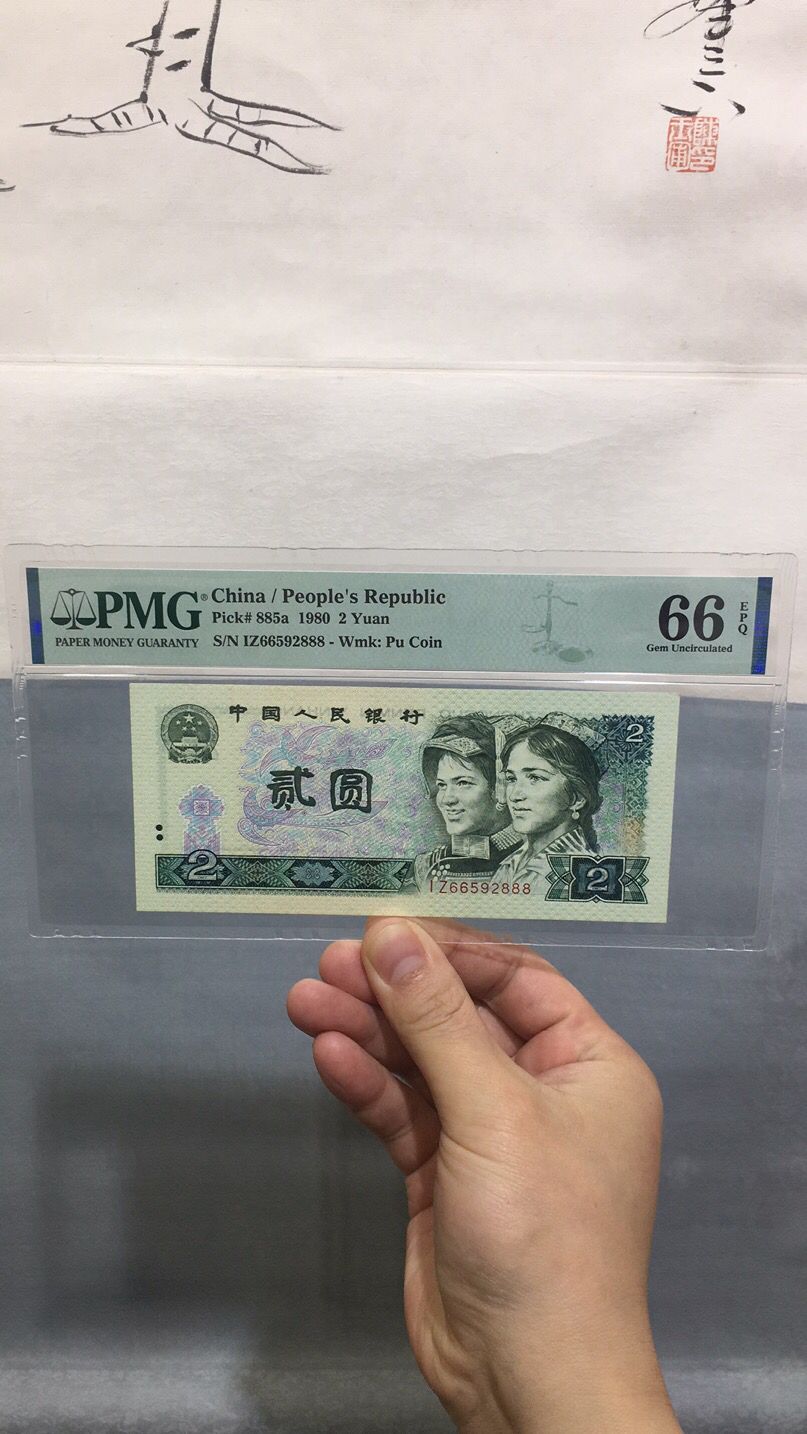 PMG® China / People's Republic
Pick# 885a 1980 2 Yuan
PAPER MONEY GUARANTY S/N IZ66592888 - Wmk: Pu Coin
66 EPQ
Gem Uncirculated
中国人民银行
2
贰圆
2
IZ66592888
2